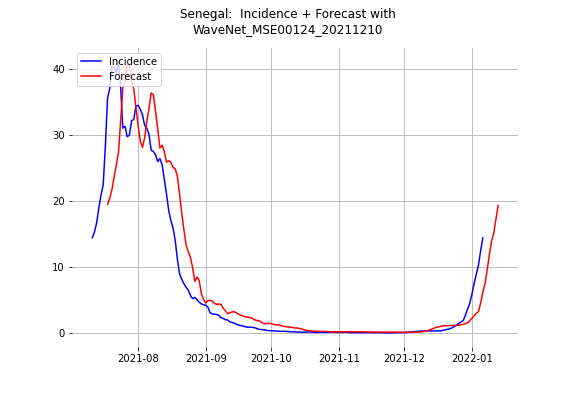 Senegal:  Incidence + Forecast with
WaveNet_MSE00124_20211210
Incidence
Forecast
40
30
20
10
0
2021-08
2021-09
2021-10
2021-11
2021-12
2022-01